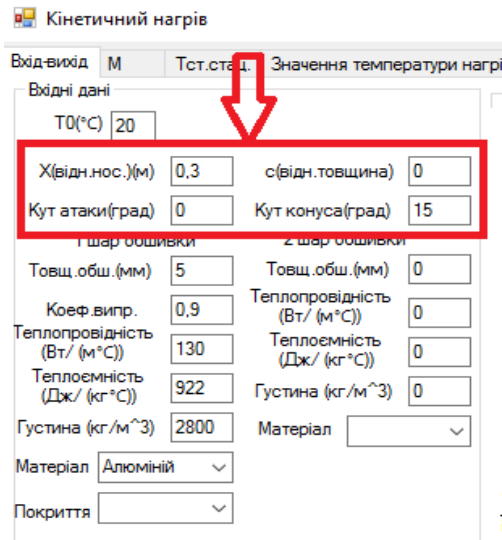 Кінетичний нагрів
Вхід-вихід М Тст.стац. Значення температури нагрі
Вхідні дані
T0(°C) 20
X(відн.нос.)(м) 0,3 c(відн.товщина) 0
Кут атаки(град) 0 Кут конуса(град) 15
1 шар обшивки 2 шар обшивки
Товщ.обш.(мм) 5 Товщ.обш.(мм) 0
Коеф.випр. 0,9 Теплопровідність (Вт/ (м°C)) 0
Теплопровідність (Вт/ (м°C)) 130 Теплоємність (Дж/ (кг°C)) 0
Теплоємність (Дж/ (кг°C)) 922 Густина (кг/м^3) 0
Густина (кг/м^3) 2800 Матеріал
Матеріал Алюміній
Покриття